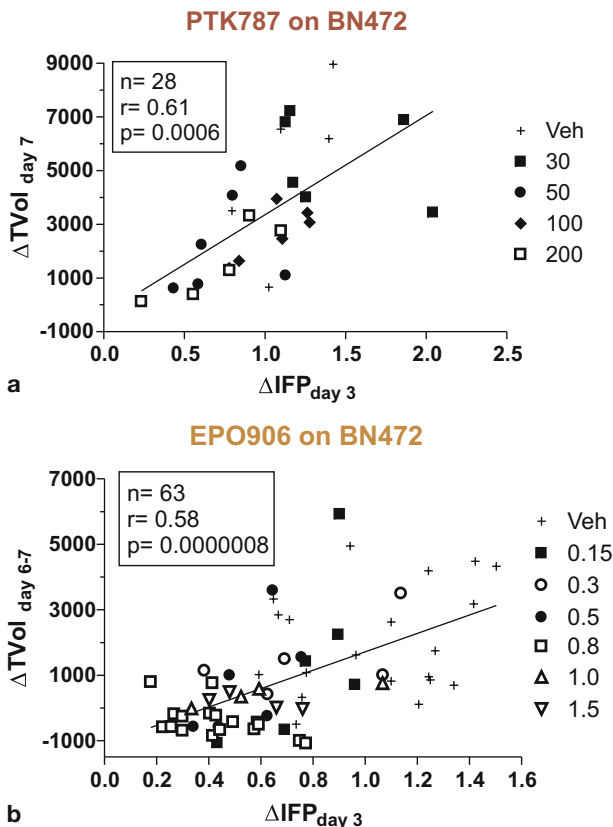 PTK787 on BN472
9000
7000
5000
3000
1000
-1000
ΔTVol day 7
n= 28
r= 0.61
p= 0.0006
Veh
30
50
100
200
0.0 0.5 1.0 1.5 2.0 2.5
ΔIFP day 3
a
EPO906 on BN472
7000
5000
3000
1000
-1000
ΔTVol day 6-7
n= 63
r= 0.58
p= 0.0000008
Veh
0.15
0.3
0.5
0.8
1.0
1.5
0.0 0.2 0.4 0.6 0.8 1.0 1.2 1.4 1.6
ΔIFP day 3
b